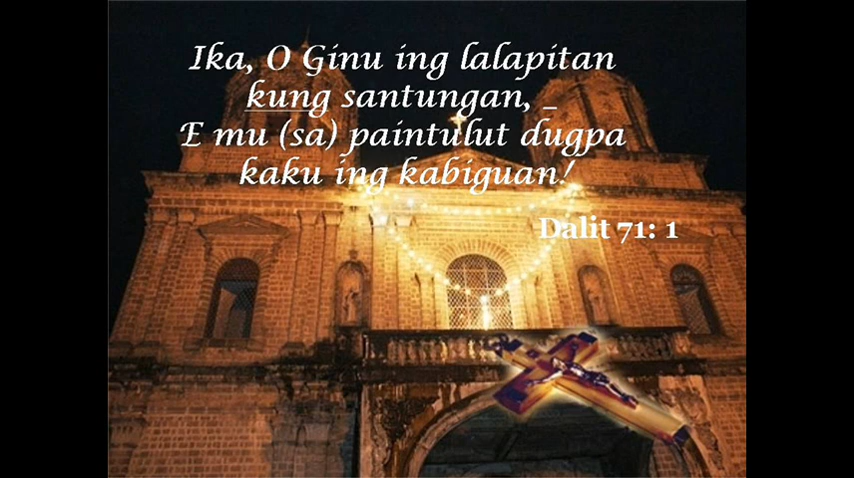 Ika, O Ginu ing lalapitan
kung santungan, _
E mu (sa) paintulut dugpa
kaku ing kabiguan!
Dalit 71: 1